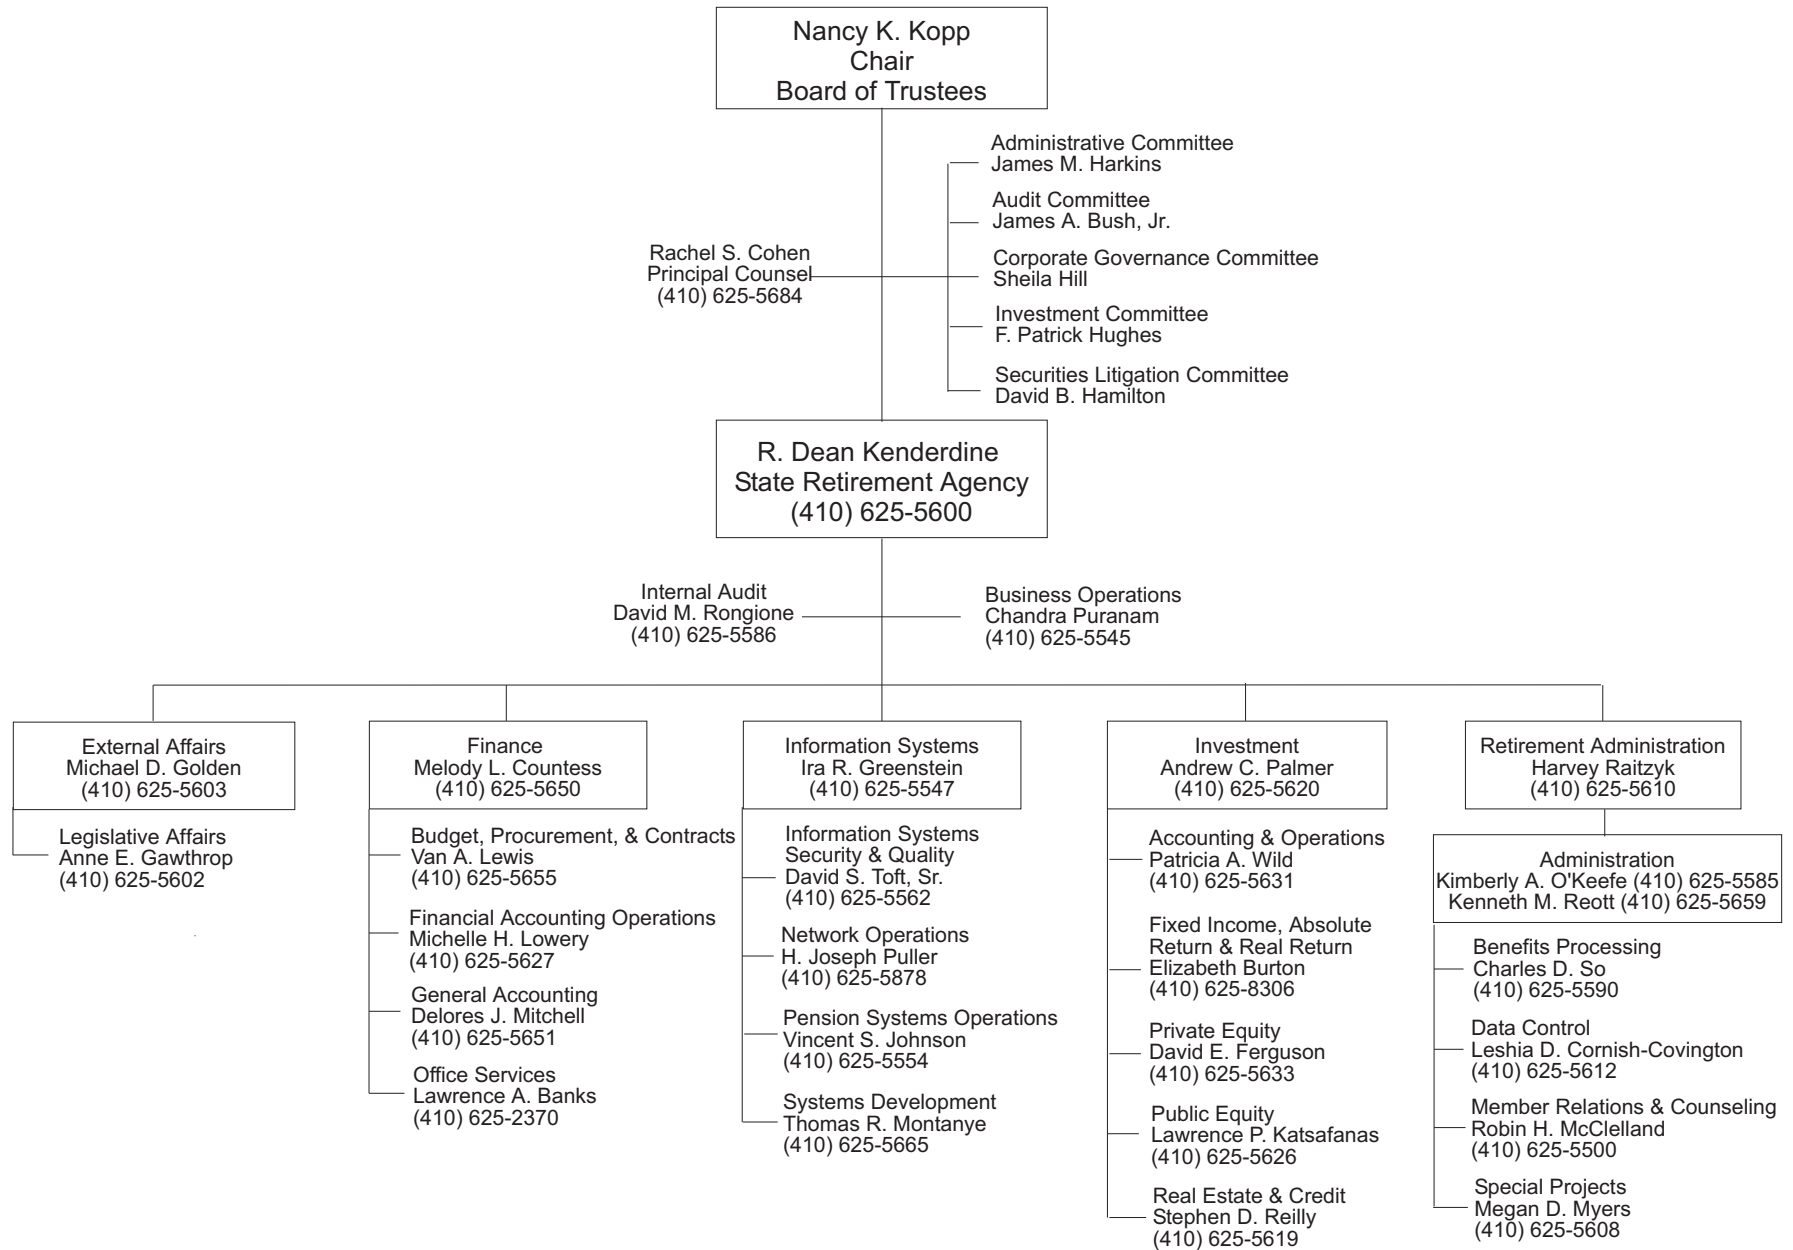 Nancy K. Kopp
Chair
Board of Trustees
Administrative Committee
James M. Harkins
Audit Committee
James A. Bush, Jr.
Rachel S. Cohen
Principal Counsel
(410) 625-5684
Corporate Governance Committee
Sheila Hill
Investment Committee
F. Patrick Hughes
Securities Litigation Committee
David B. Hamilton
R. Dean Kenderdine
State Retirement Agency
(410) 625-5600
Internal Audit
David M. Rongione
(410) 625-5586
Business Operations
Chandra Puranam
(410) 625-5545
External Affairs
Michael D. Golden
(410) 625-5603
Legislative Affairs
Anne E. Gawthrop
(410) 625-5602
Finance
Melody L. Countess
(410) 625-5650
Budget, Procurement, & Contracts
Van A. Lewis
(410) 625-5655
Financial Accounting Operations
Michelle H. Lowery
(410) 625-5627
General Accounting
Delores J. Mitchell
(410) 625-5651
Office Services
Lawrence A. Banks
(410) 625-2370
Information Systems
Ira R. Greenstein
(410) 625-5547
Information Systems
Security & Quality
David S. Toft, Sr.
(410) 625-5562
Network Operations
H. Joseph Puller
(410) 625-5878
Pension Systems Operations
Vincent S. Johnson
(410) 625-5554
Systems Development
Thomas R. Montanye
(410) 625-5665
Investment
Andrew C. Palmer
(410) 625-5620
Accounting & Operations
Patricia A. Wild
(410) 625-5631
Fixed Income, Absolute
Return & Real Return
Elizabeth Burton
(410) 625-8306
Private Equity
David E. Ferguson
(410) 625-5633
Public Equity
Lawrence P. Katsafanas
(410) 625-5626
Real Estate & Credit
Stephen D. Reilly
(410) 625-5619
Retirement Administration
Harvey Raitzyk
(410) 625-5610
Administration
Kimberly A. O'Keefe (410) 625-5585
Kenneth M. Reott (410) 625-5659
Benefits Processing
Charles D. So
(410) 625-5590
Data Control
Leshia D. Cornish-Covington
(410) 625-5612
Member Relations & Counseling
Robin H. McClelland
(410) 625-5500
Special Projects
Megan D. Myers
(410) 625-5608